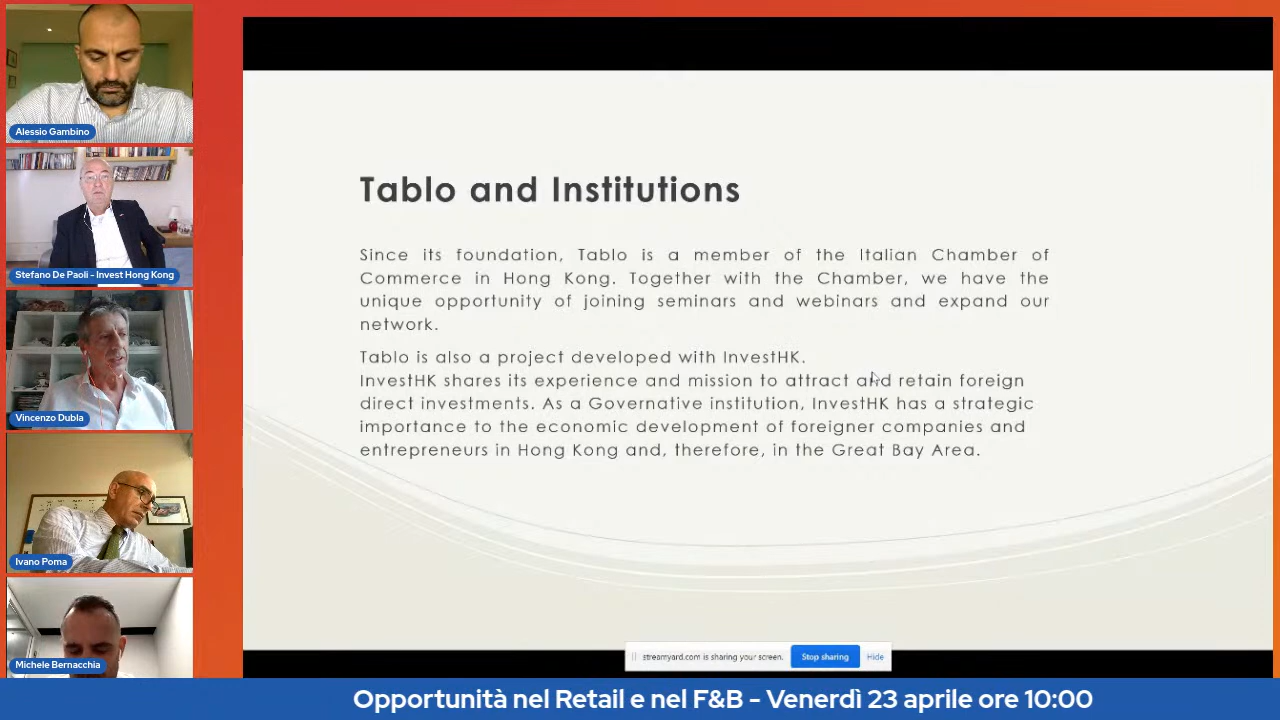 Alessio Gambino
Stefano De Paoli - Invest Hong Kong
Vincenzo Dubla
Ivano Poma
Michele Bernacchia
Tablo and Institutions
Since its foundation, Tablo is a member of the Italian Chamber of
Commerce in Hong Kong. Together with the Chamber, we have the
unique opportunity of joining seminars and webinars and expand our
network.
Tablo is also a project developed with InvestHK.
InvestHK shares its experience and mission to attract and retain foreign
direct investments. As a Governative institution, InvestHK has a strategic
importance to the economic development of foreigner companies and
entrepreneurs in Hong Kong and, therefore, in the Great Bay Area.
streamyard.com is sharing your screen. Stop sharing Hide
Opportunità nel Retail e nel F&B - Venerdì 23 aprile ore 10:00